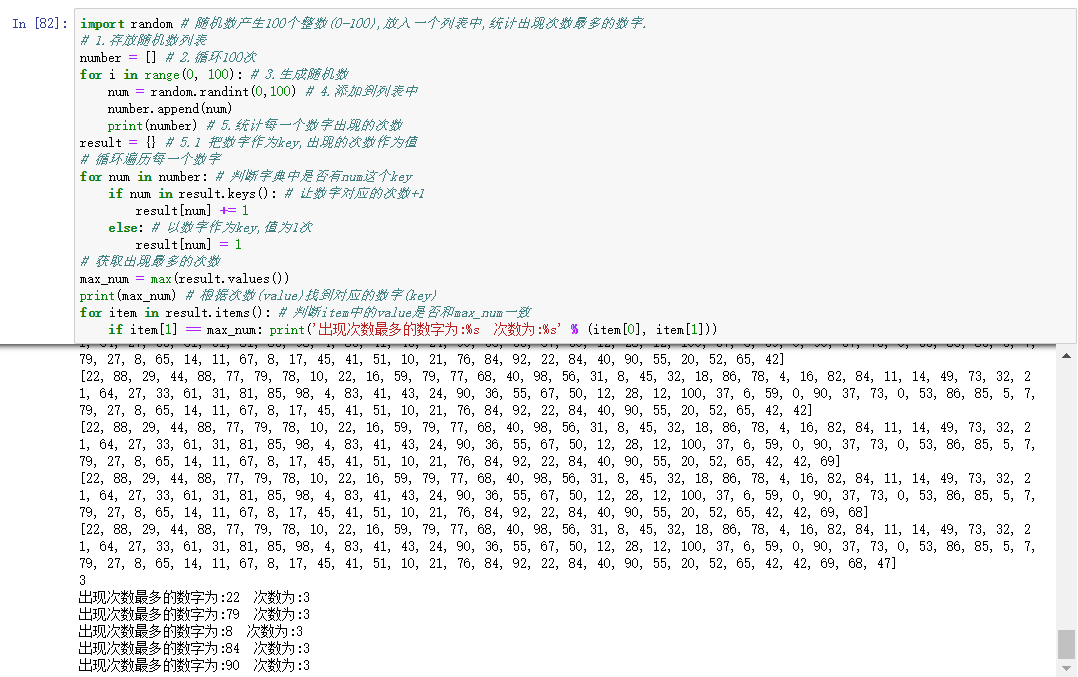 In [82]:
import random # 随机数产生100个整数(0-100),放入一个列表中,统计出现次数最多的数字.
# 1.存放随机数列表
number = [] # 2.循环100次
for i in range(0, 100): # 3.生成随机数
    num = random.randint(0,100) # 4.添加到列表中
    number.append(num)
    print(number) # 5.统计每一个数字出现的次数
result = {} # 5.1 把数字作为key,出现的次数作为值
# 循环遍历每一个数字
for num in number: # 判断字典中是否有num这个key
    if num in result.keys(): # 让数字对应的次数+1
        result[num] += 1
    else: # 以数字作为key,值为1次
        result[num] = 1
# 获取出现最多的次数
max_num = max(result.values())
print(max_num) # 根据次数(value)找到对应的数字(key)
for item in result.items(): # 判断item中的value是否和max_num一致
    if item[1] == max_num: print('出现次数最多的数字为:%s  次数为:%s' % (item[0], item[1]))
79, 27, 8, 65, 14, 11, 67, 8, 17, 45, 41, 51, 10, 21, 76, 84, 92, 22, 84, 40, 90, 55, 20, 52, 65, 42]
[22, 88, 29, 44, 88, 77, 79, 78, 10, 22, 16, 59, 79, 77, 68, 40, 98, 56, 31, 8, 45, 32, 18, 86, 78, 4, 16, 82, 84, 11, 14, 49, 73, 32, 2
1, 64, 27, 33, 61, 31, 81, 85, 98, 4, 83, 41, 43, 24, 90, 36, 55, 67, 50, 12, 28, 12, 100, 37, 6, 59, 0, 90, 37, 73, 0, 53, 86, 85, 5, 7,
79, 27, 8, 65, 14, 11, 67, 8, 17, 45, 41, 51, 10, 21, 76, 84, 92, 22, 84, 40, 90, 55, 20, 52, 65, 42, 42]
[22, 88, 29, 44, 88, 77, 79, 78, 10, 22, 16, 59, 79, 77, 68, 40, 98, 56, 31, 8, 45, 32, 18, 86, 78, 4, 16, 82, 84, 11, 14, 49, 73, 32, 2
1, 64, 27, 33, 61, 31, 81, 85, 98, 4, 83, 41, 43, 24, 90, 36, 55, 67, 50, 12, 28, 12, 100, 37, 6, 59, 0, 90, 37, 73, 0, 53, 86, 85, 5, 7,
79, 27, 8, 65, 14, 11, 67, 8, 17, 45, 41, 51, 10, 21, 76, 84, 92, 22, 84, 40, 90, 55, 20, 52, 65, 42, 42, 69]
[22, 88, 29, 44, 88, 77, 79, 78, 10, 22, 16, 59, 79, 77, 68, 40, 98, 56, 31, 8, 45, 32, 18, 86, 78, 4, 16, 82, 84, 11, 14, 49, 73, 32, 2
1, 64, 27, 33, 61, 31, 81, 85, 98, 4, 83, 41, 43, 24, 90, 36, 55, 67, 50, 12, 28, 12, 100, 37, 6, 59, 0, 90, 37, 73, 0, 53, 86, 85, 5, 7,
79, 27, 8, 65, 14, 11, 67, 8, 17, 45, 41, 51, 10, 21, 76, 84, 92, 22, 84, 40, 90, 55, 20, 52, 65, 42, 42, 69, 68]
[22, 88, 29, 44, 88, 77, 79, 78, 10, 22, 16, 59, 79, 77, 68, 40, 98, 56, 31, 8, 45, 32, 18, 86, 78, 4, 16, 82, 84, 11, 14, 49, 73, 32, 2
1, 64, 27, 33, 61, 31, 81, 85, 98, 4, 83, 41, 43, 24, 90, 36, 55, 67, 50, 12, 28, 12, 100, 37, 6, 59, 0, 90, 37, 73, 0, 53, 86, 85, 5, 7,
79, 27, 8, 65, 14, 11, 67, 8, 17, 45, 41, 51, 10, 21, 76, 84, 92, 22, 84, 40, 90, 55, 20, 52, 65, 42, 42, 69, 68, 47]
3
出现次数最多的数字为:22  次数为:3
出现次数最多的数字为:79  次数为:3
出现次数最多的数字为:8  次数为:3
出现次数最多的数字为:84  次数为:3
出现次数最多的数字为:90  次数为:3